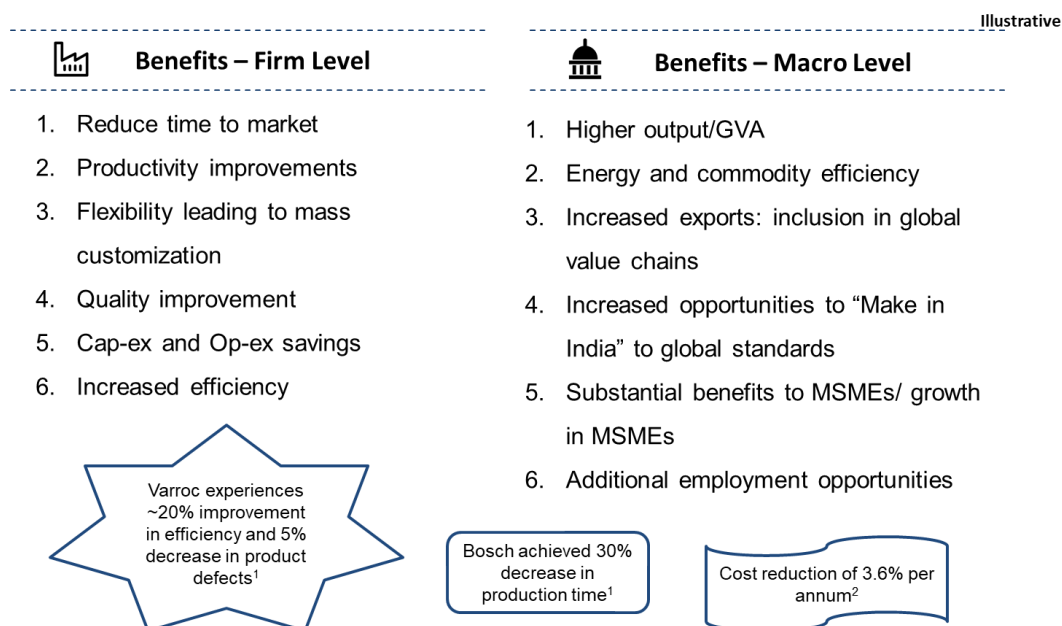 Illustrative
Benefits – Firm Level
1. Reduce time to market
2. Productivity improvements
3. Flexibility leading to mass
customization
4. Quality improvement
5. Cap-ex and Op-ex savings
6. Increased efficiency
Benefits – Macro Level
1. Higher output/GVA
2. Energy and commodity efficiency
3. Increased exports: inclusion in global
value chains
4. Increased opportunities to “Make in
India” to global standards
5. Substantial benefits to MSMEs/ growth
in MSMEs
6. Additional employment opportunities
Varroc experiences
~20% improvement
in efficiency and 5%
decrease in product
defects¹
Bosch achieved 30%
decrease in
production time¹
Cost reduction of 3.6% per
annum²